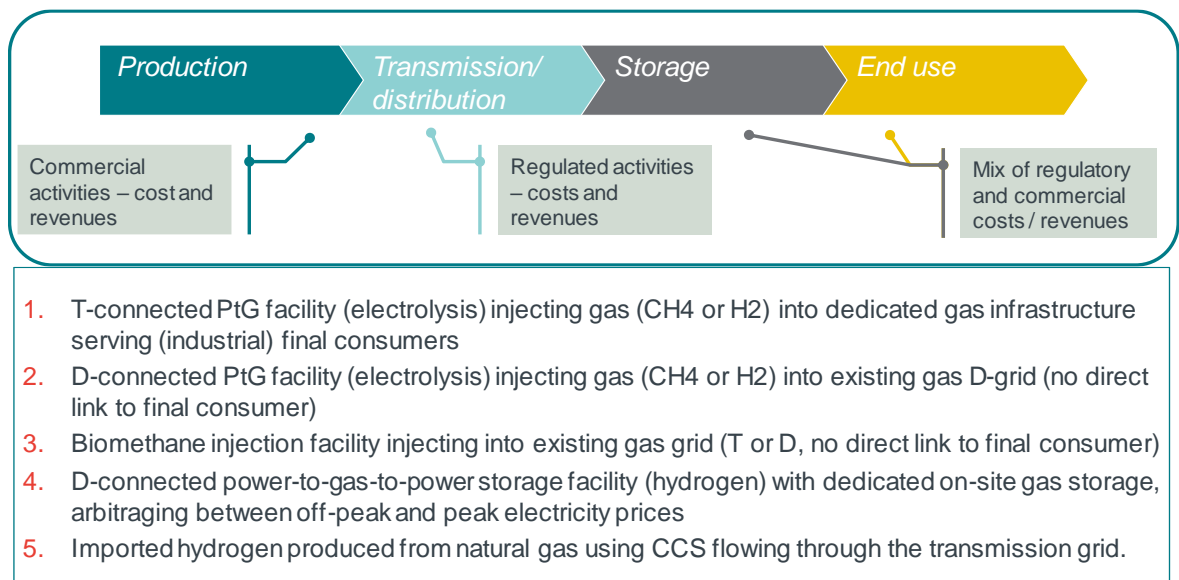 Production
Transmission/
distribution
Storage
End use
Commercial
activities – cost and
revenues
Regulated activities
– costs and
revenues
Mix of regulatory
and commercial
costs / revenues
1. T-connected PtG facility (electrolysis) injecting gas (CH4 or H2) into dedicated gas infrastructure
serving (industrial) final consumers
2. D-connected PtG facility (electrolysis) injecting gas (CH4 or H2) into existing gas D-grid (no direct
link to final consumer)
3. Biomethane injection facility injecting into existing gas grid (T or D, no direct link to final consumer)
4. D-connected power-to-gas-to-power storage facility (hydrogen) with dedicated on-site gas storage,
arbitraging between off-peak and peak electricity prices
5. Imported hydrogen produced from natural gas using CCS flowing through the transmission grid.